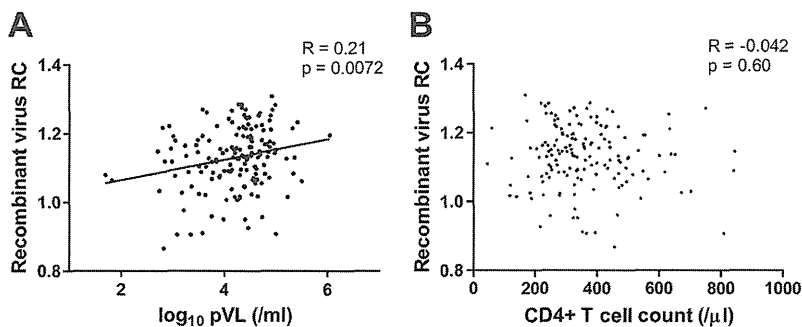 A
R = 0.21
p = 0.0072
Recombinant virus RC
1.4
1.2
1.0
0.8
2 4 6
log10 pVL (/ml)
B
R = -0.042
p = 0.60
Recombinant virus RC
1.4
1.2
1.0
0.8
0 200 400 600 800 1000
CD4+ T cell count (/μl)